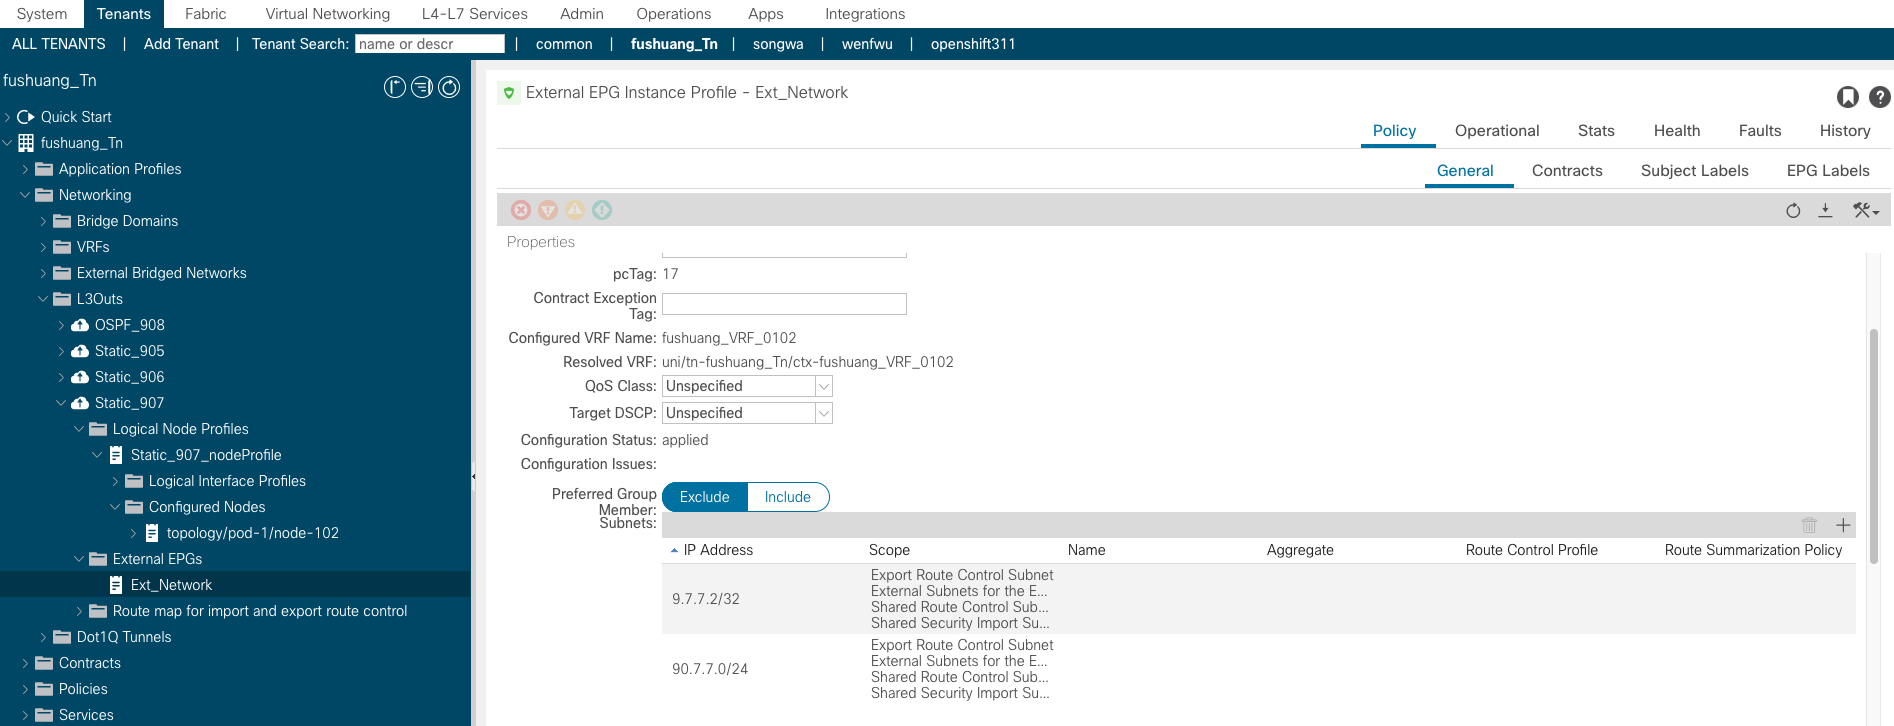 System Tenants Fabric Virtual Networking L4-L7 Services Admin Operations Apps Integrations
ALL TENANTS | Add Tenant | Tenant Search: name or descr | common | fushuang_Tn | songwa | wenfwu | openshift311
fushuang_Tn
Quick Start
fushuang_Tn
Application Profiles
Networking
Bridge Domains
VRFs
External Bridged Networks
L3Outs
OSPF_908
Static_905
Static_906
Static_907
Logical Node Profiles
Static_907_nodeProfile
Logical Interface Profiles
Configured Nodes
topology/pod-1/node-102
External EPGs
Ext_Network
Route map for import and export route control
Dot1Q Tunnels
Contracts
Policies
Services
External EPG Instance Profile - Ext_Network
Policy Operational Stats Health Faults History
General Contracts Subject Labels EPG Labels
Properties
pcTag: 17
Contract Exception
Tag:
Configured VRF Name: fushuang_VRF_0102
Resolved VRF: uni/tn-fushuang_Tn/ctx-fushuang_VRF_0102
QoS Class: Unspecified
Target DSCP: Unspecified
Configuration Status: applied
Configuration Issues:
Preferred Group
Member: Exclude Include
Subnets:
IP Address Scope Name Aggregate Route Control Profile Route Summarization Policy
9.7.7.2/32
Export Route Control Subnet
External Subnets for the E...
Shared Route Control Sub...
Shared Security Import Su...
90.7.7.0/24
Export Route Control Subnet
External Subnets for the E...
Shared Route Control Sub...
Shared Security Import Su...